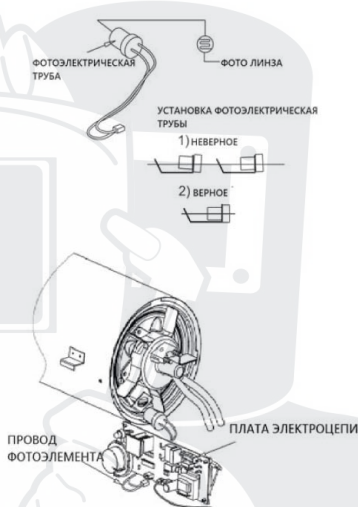 ФОТОЭЛЕКТРИЧЕСКАЯ
ТРУБА
ФОТО ЛИНЗА
УСТАНОВКА ФОТОЭЛЕКТРИЧЕСКАЯ
ТРУБЫ
1) НЕВЕРНОЕ
2) ВЕРНОЕ
ПЛАТА ЭЛЕКТРОЦЕПИ
ПРОВОД
ФОТОЭЛЕМЕНТА